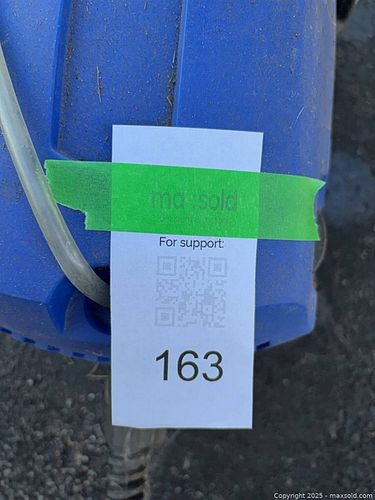 ma :sold
For support:
163
Copyright © 2025 - maxsold.com